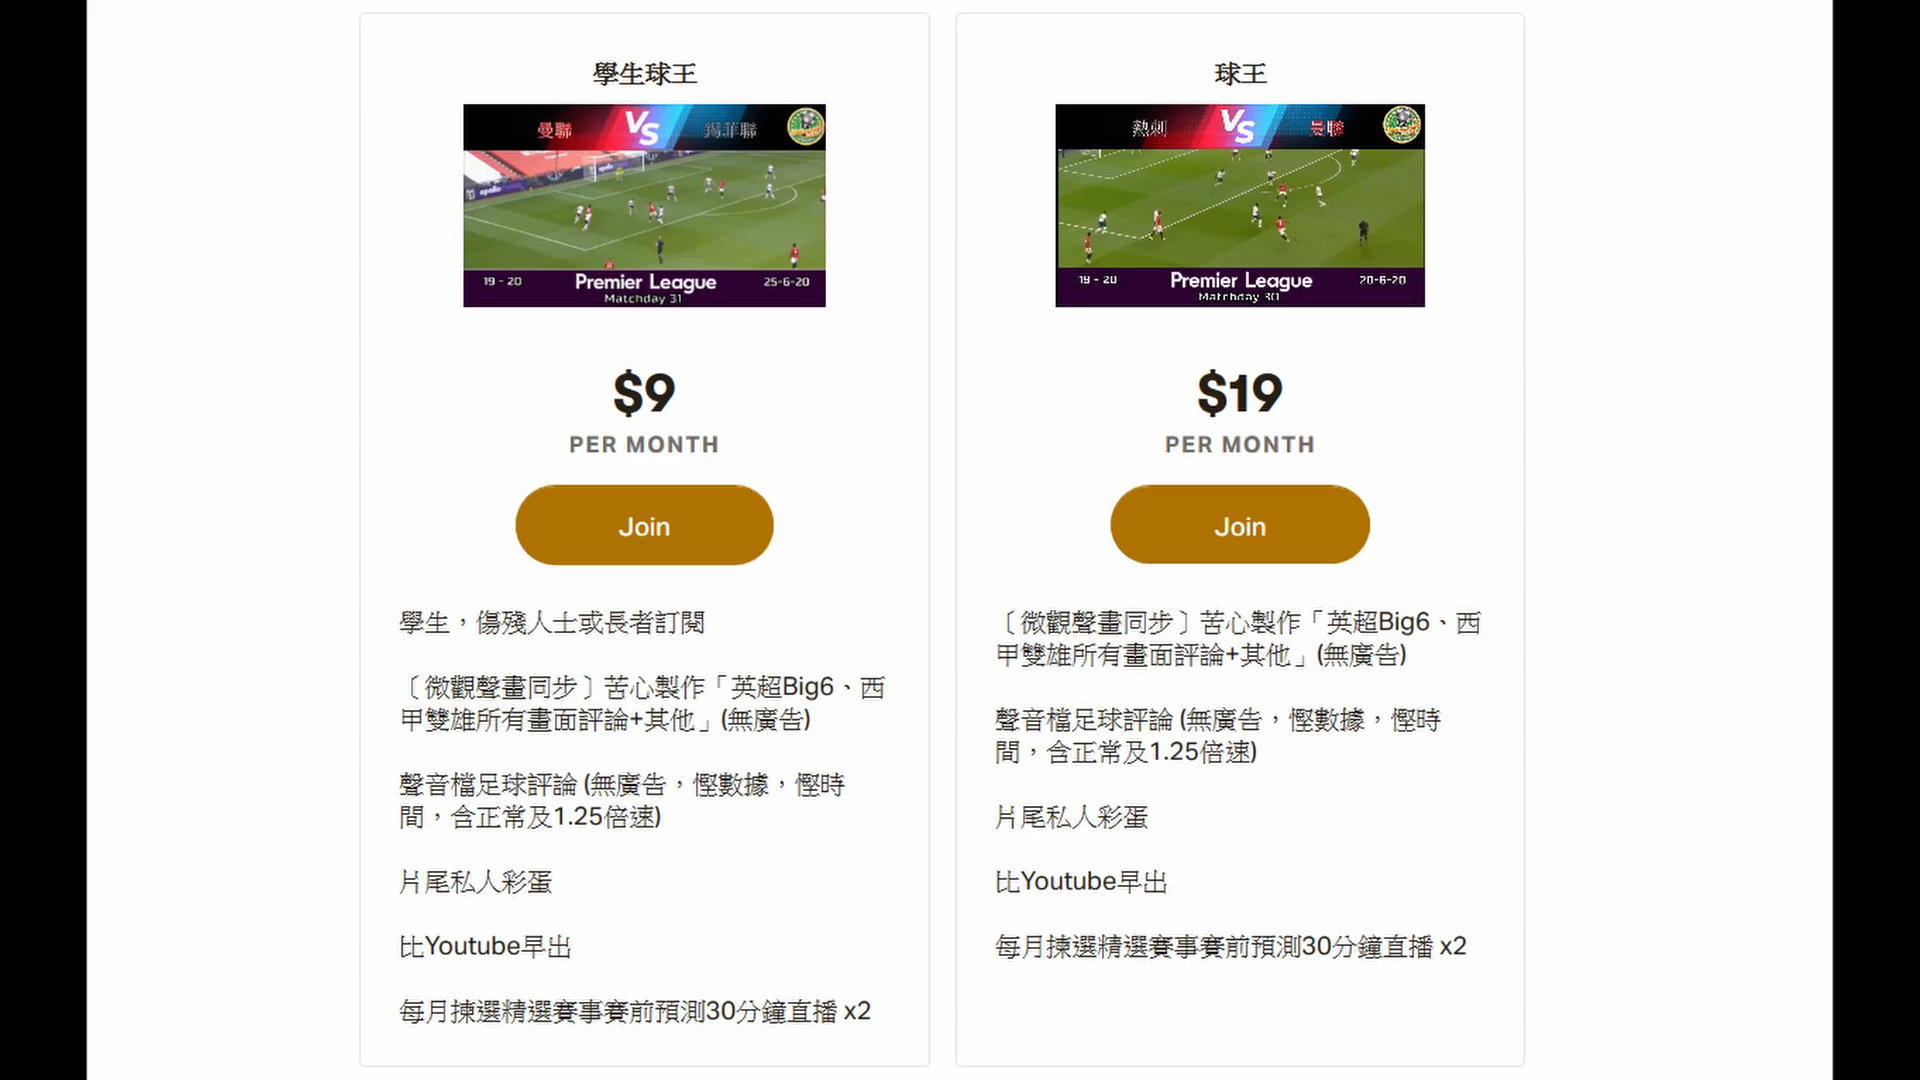 學生球王
曼聯 VS 錫菲聯
apollo
19 - 20 Premier League 25-6-20
Matchday 31
$9
PER MONTH
Join
學生，傷殘人士或長者訂閱
〔微觀聲畫同步〕苦心製作「英超Big6、西
甲雙雄所有畫面評論+其他」(無廣告)
聲音檔足球評論 (無廣告，慳數據，慳時
間，含正常及1.25倍速)
片尾私人彩蛋
比Youtube早出
每月揀選精選賽事賽前預測30分鐘直播 x2
球王
熱刺 VS 曼聯
19 - 20 Premier League 20-6-20
Matchday 30
$19
PER MONTH
Join
〔微觀聲畫同步〕苦心製作「英超Big6、西
甲雙雄所有畫面評論+其他」(無廣告)
聲音檔足球評論 (無廣告，慳數據，慳時
間，含正常及1.25倍速)
片尾私人彩蛋
比Youtube早出
每月揀選精選賽事賽前預測30分鐘直播 x2